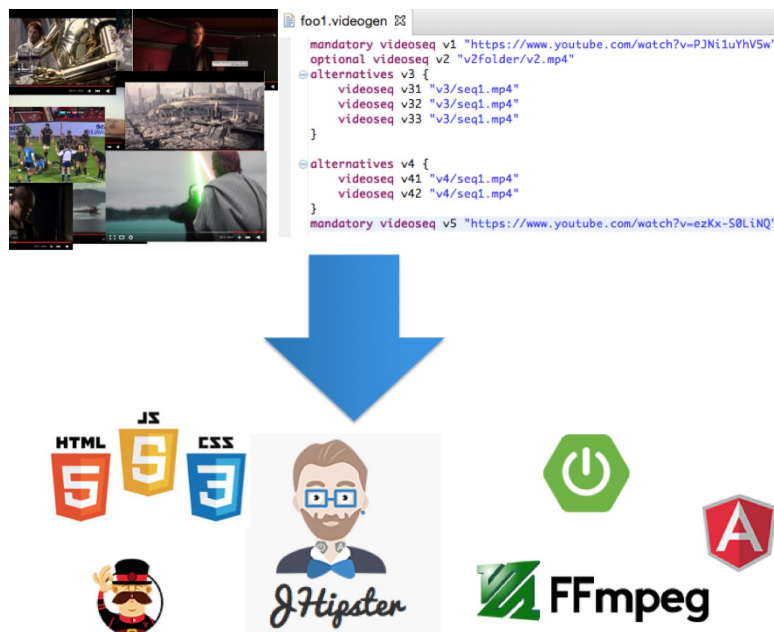 foo1.videogen
mandatory videoseq v1 "https://www.youtube.com/watch?v=PJNi1uYhV5w"
optional videoseq v2 "v2folder/v2.mp4"
alternatives v3 {
videoseq v31 "v3/seq1.mp4"
videoseq v32 "v3/seq1.mp4"
videoseq v33 "v3/seq1.mp4"
}
alternatives v4 {
videoseq v41 "v4/seq1.mp4"
videoseq v42 "v4/seq1.mp4"
}
mandatory videoseq v5 "https://www.youtube.com/watch?v=ezKx-S0LiNQ"
HTML
5
JS
5
CSS
3
JHipster
A
FFmpeg